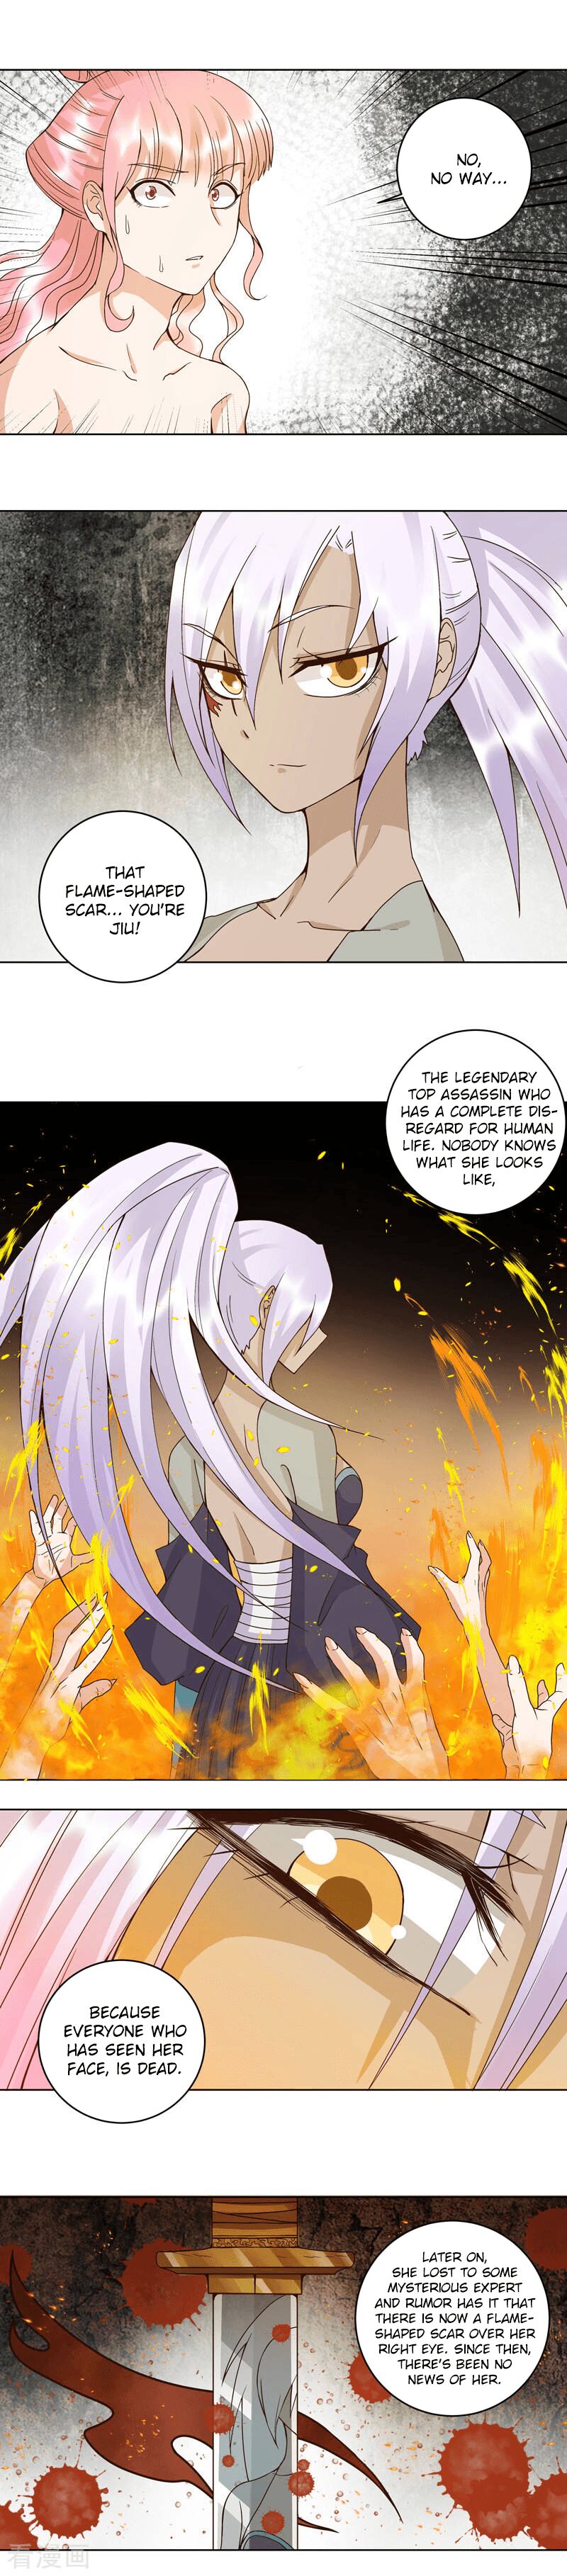 NO,
NO WAY...
THAT
FLAME-SHAPED
SCAR... YOU'RE
JIU!
THE LEGENDARY
TOP ASSASSIN WHO
HAS A COMPLETE DIS-
REGARD FOR HUMAN
LIFE. NOBODY KNOWS
WHAT SHE LOOKS
LIKE,
BECAUSE
EVERYONE WHO
HAS SEEN HER
FACE, IS DEAD.
LATER ON,
SHE LOST TO SOME
MYSTERIOUS EXPERT
AND RUMOR HAS IT THAT
THERE IS NOW A FLAME-
SHAPED SCAR OVER HER
RIGHT EYE. SINCE THEN,
THERE'S BEEN NO
NEWS OF HER.
看漫画